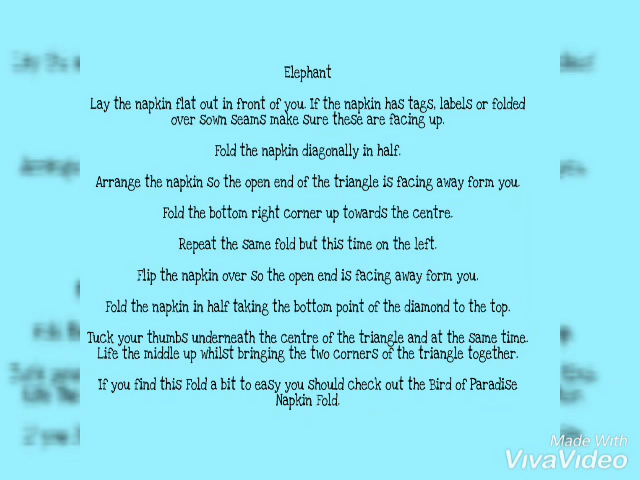 Elephant
Lay the napkin flat out in front of you. If the napkin has tags, labels or folded
over sown seams make sure these are facing up.
Fold the napkin diagonally in half.
Arrange the napkin so the open end of the triangle is facing away form you.
Fold the bottom right corner up towards the centre.
Repeat the same fold but this time on the left.
Flip the napkin over so the open end is facing away form you.
Fold the napkin in half taking the bottom point of the diamond to the top.
Tuck your thumbs underneath the centre of the triangle and at the same time.
Life the middle up whilst bringing the two corners of the triangle together.
If you find this Fold a bit to easy you should check out the Bird of Paradise
Napkin Fold.
Made With
VivaVideo